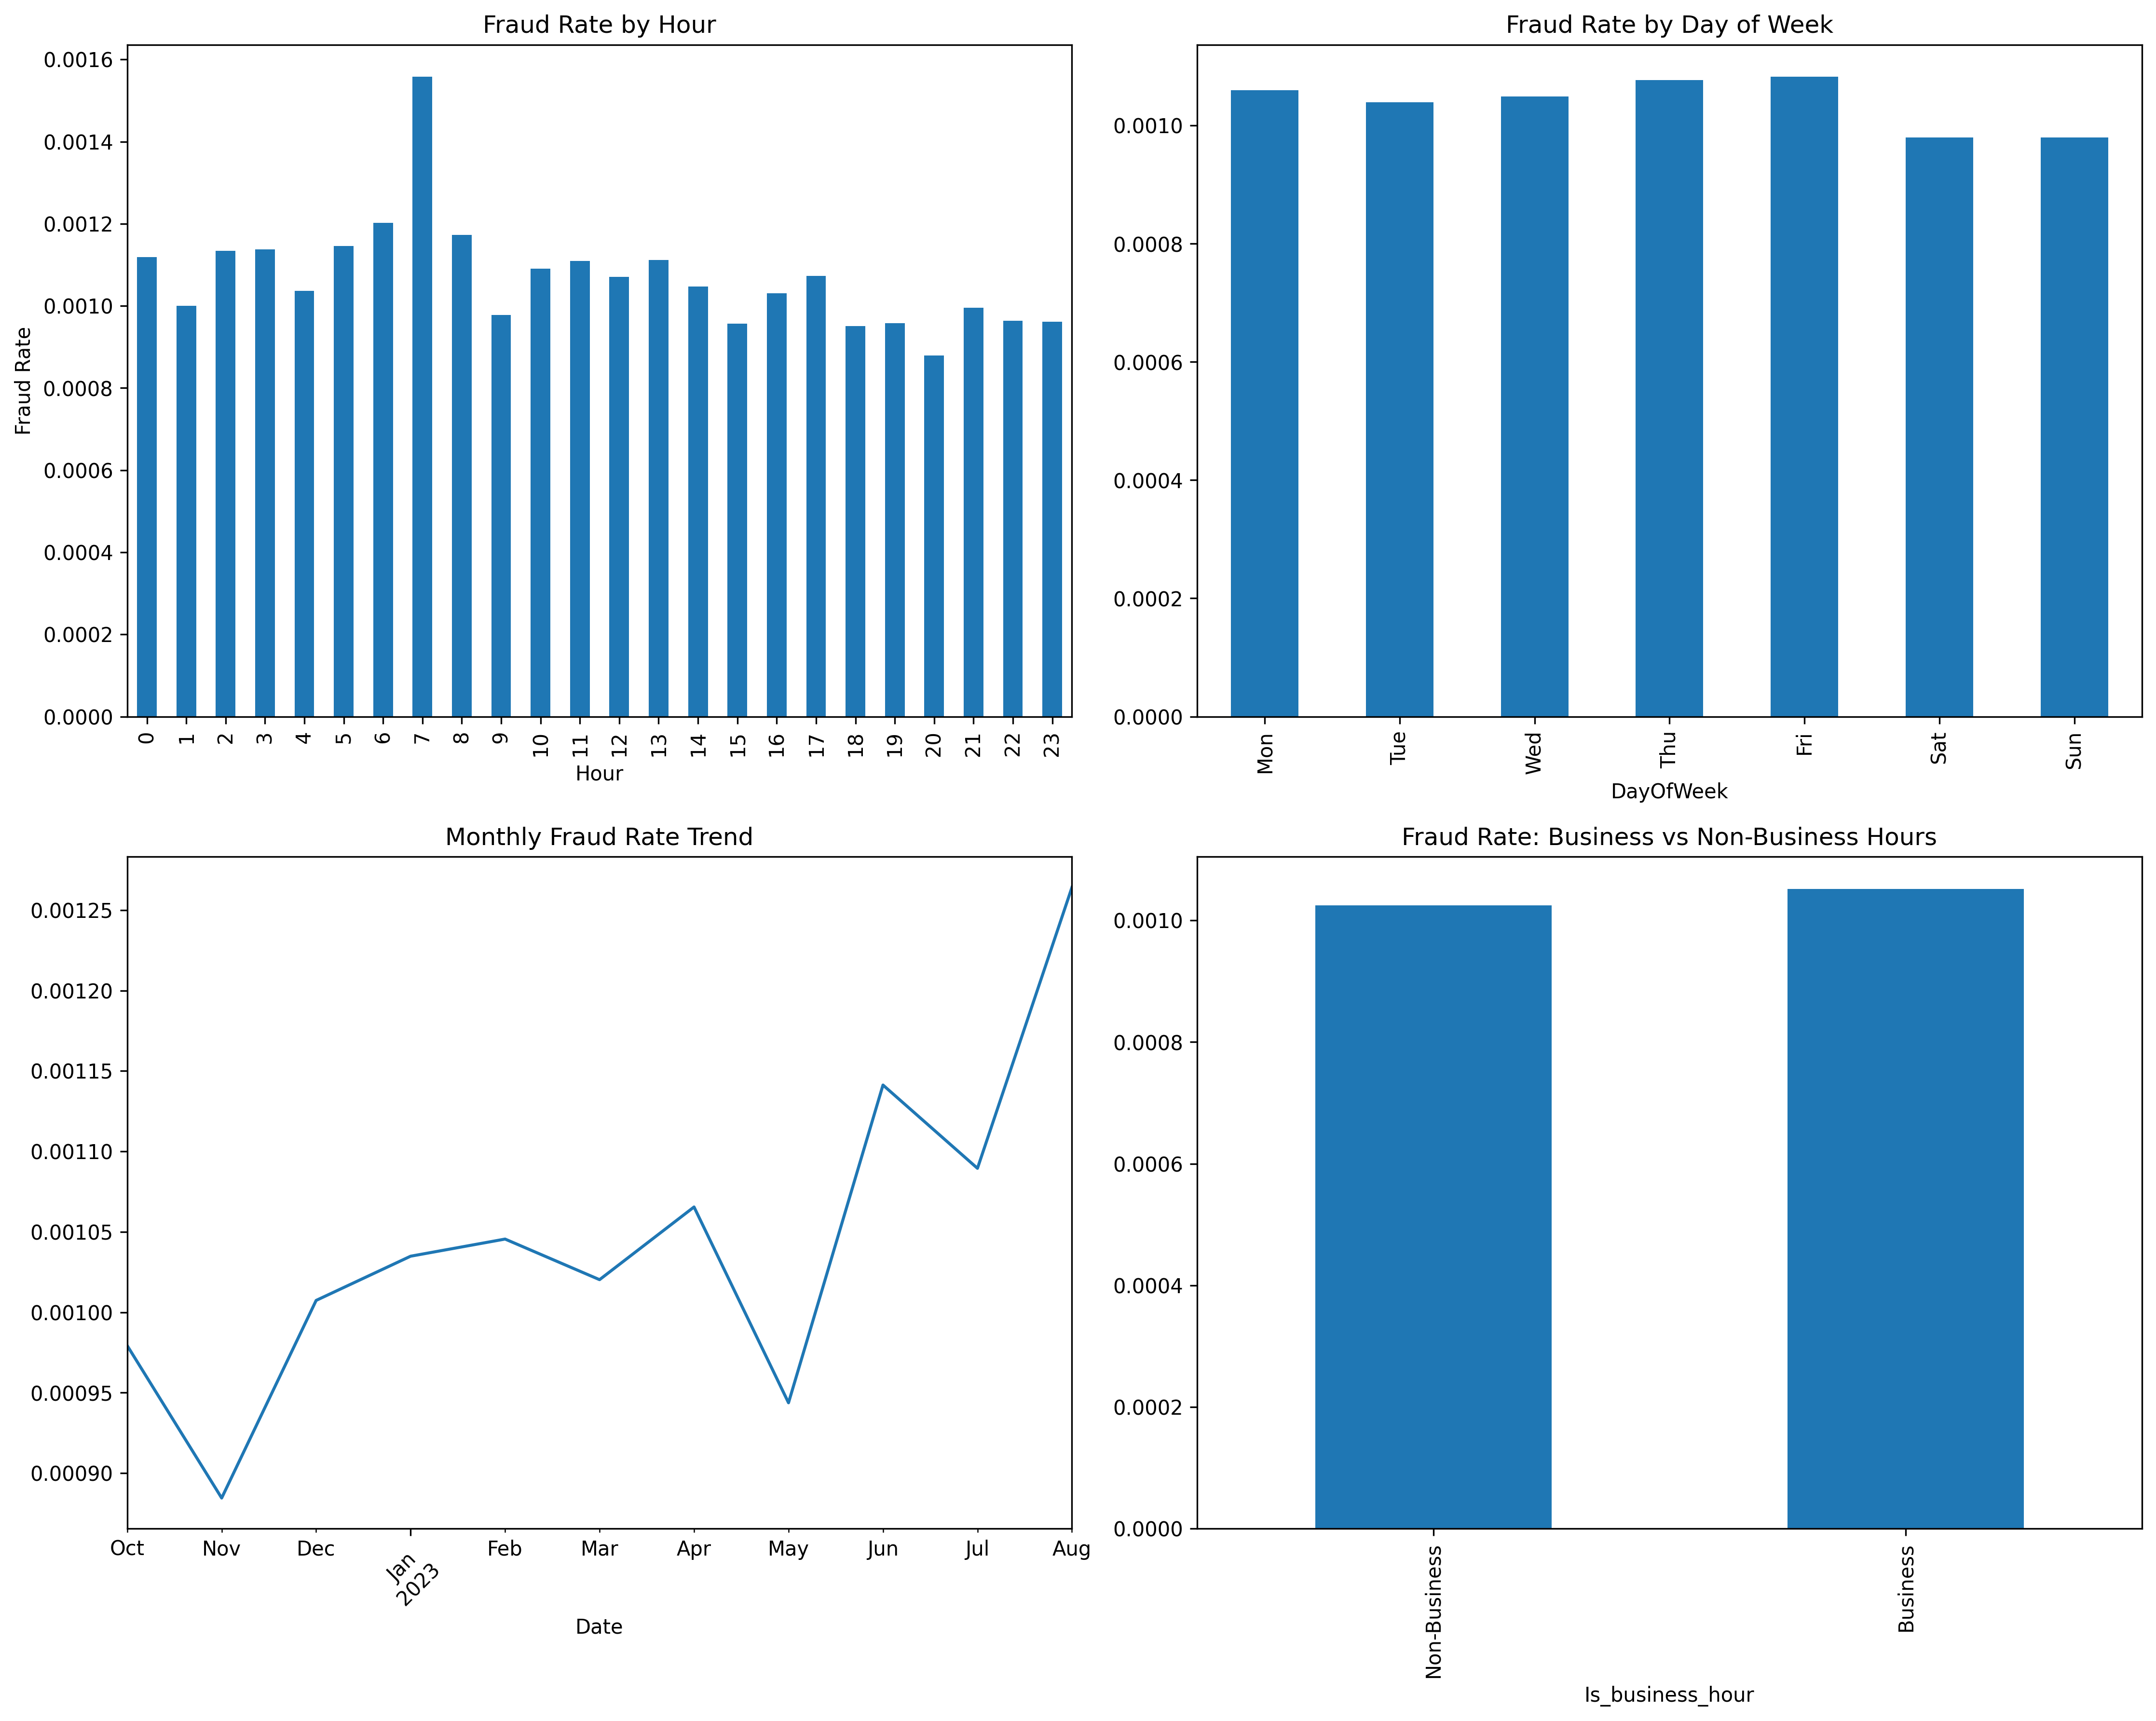 Fraud Rate by Hour
Fraud Rate
0.0016
0.0014
0.0012
0.0010
0.0008
0.0006
0.0004
0.0002
0.0000
0 1 2 3 4 5 6 7 8 9 10 11 12 13 14 15 16 17 18 19 20 21 22 23
Hour
Fraud Rate by Day of Week
0.0010
0.0008
0.0006
0.0004
0.0002
0.0000
Mon Tue Wed Thu Fri Sat Sun
DayOfWeek
Monthly Fraud Rate Trend
0.00125
0.00120
0.00115
0.00110
0.00105
0.00100
0.00095
0.00090
Oct Nov Dec Jan Feb Mar Apr May Jun Jul Aug
2023
Date
Fraud Rate: Business vs Non-Business Hours
0.0010
0.0008
0.0006
0.0004
0.0002
0.0000
Non-Business Business
Is_business_hour